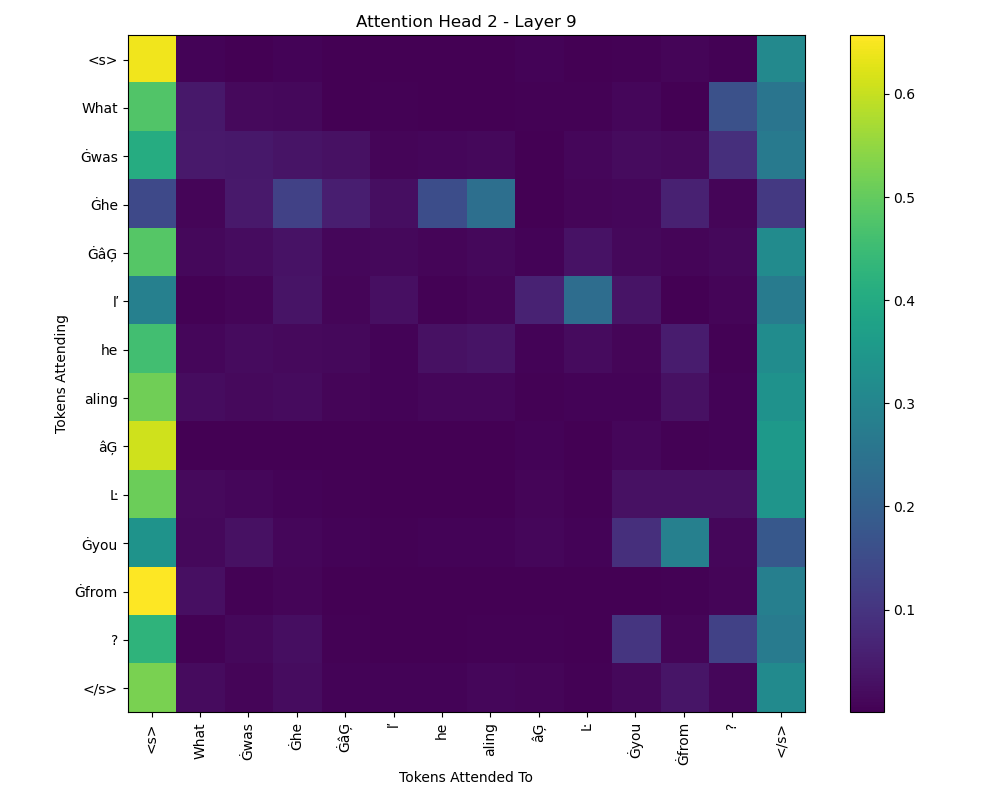 Attention Head 2 - Layer 9
Tokens Attending
<s>
What
Ġwas
Ġhe
ĠâĢ
ľ
he
aling
âĢ
Ŀ
Ġyou
Ġfrom
?
</s>
<s>
What
Ġwas
Ġhe
ĠâĢ
ľ
he
aling
âĢ
Ŀ
Ġyou
Ġfrom
?
</s>
Tokens Attended To
0.6
0.5
0.4
0.3
0.2
0.1